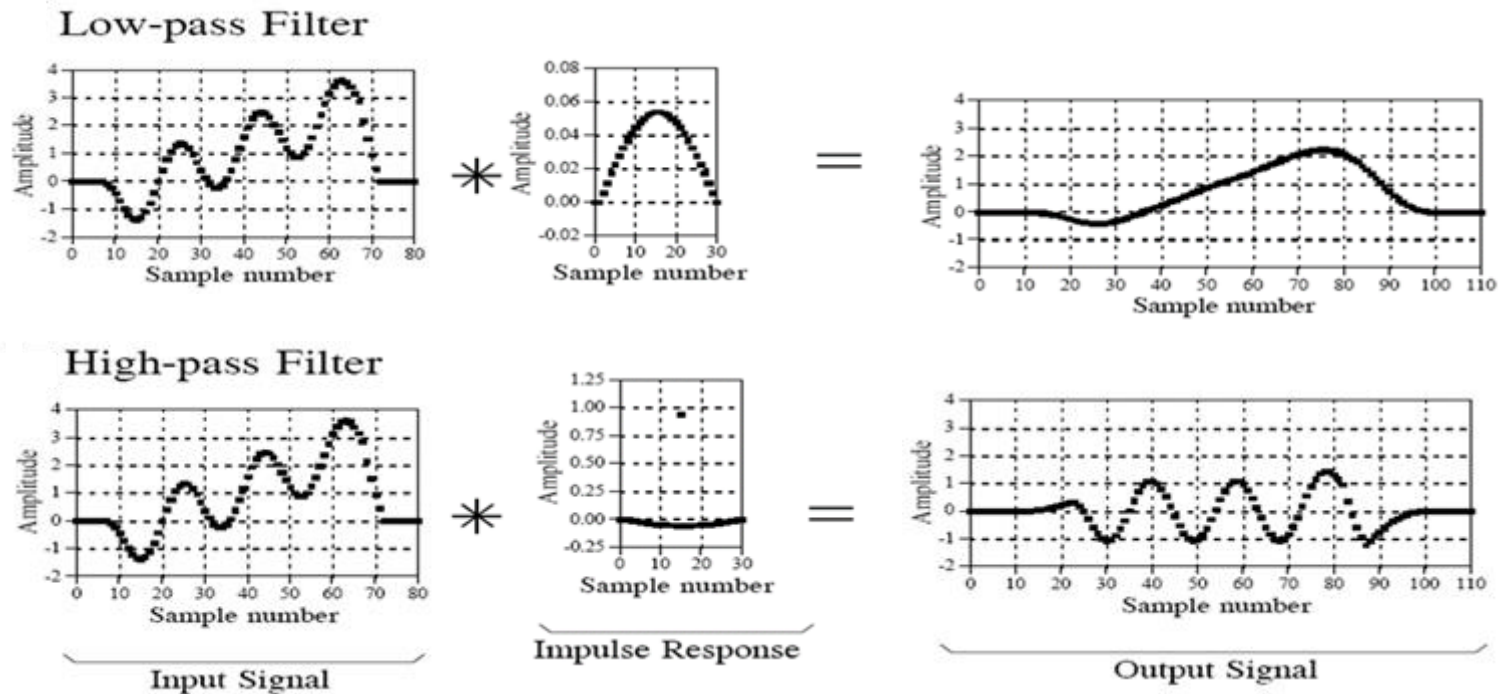 Low-pass Filter
4
3
2
1
0
-1
-2
Amplitude
0 10 20 30 40 50 60 70 80
Sample number
0.08
0.06
0.04
0.02
0.00
-0.02
Amplitude
0 10 20 30
Sample number
4
3
2
1
0
-1
-2
Amplitude
0 10 20 30 40 50 60 70 80 90 100 110
Sample number
High-pass Filter
4
3
2
1
0
-1
-2
Amplitude
0 10 20 30 40 50 60 70 80
Sample number
1.25
1.00
0.75
0.50
0.25
0.00
-0.25
Amplitude
0 10 20 30
Sample number
4
3
2
1
0
-1
-2
Amplitude
0 10 20 30 40 50 60 70 80 90 100 110
Sample number
Input Signal
Impulse Response
Output Signal